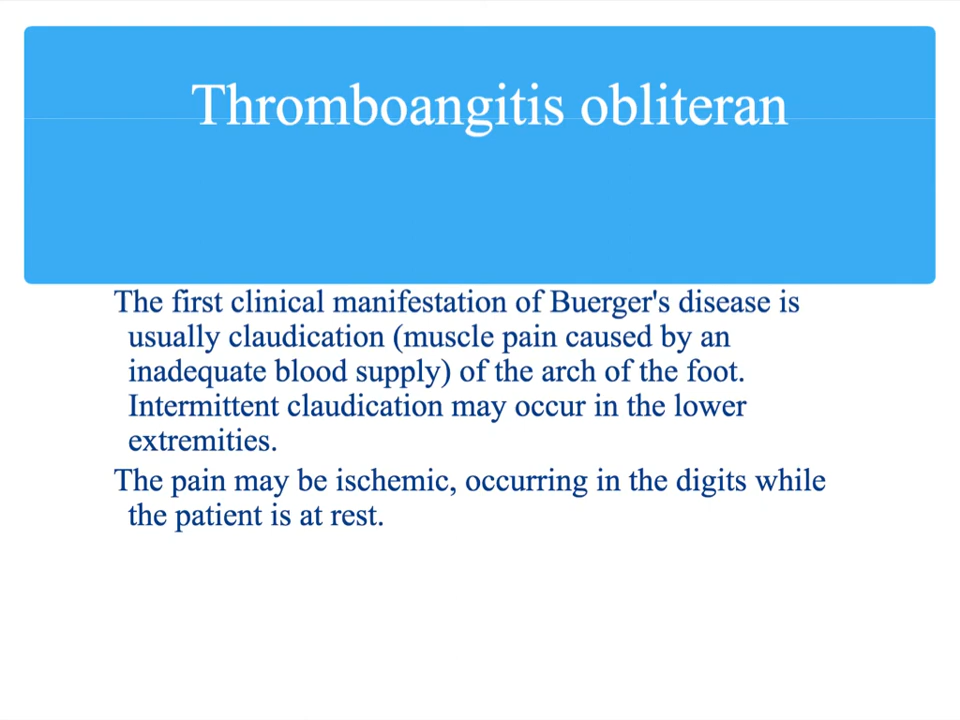 Thromboangitis obliteran
The first clinical manifestation of Buerger's disease is
usually claudication (muscle pain caused by an
inadequate blood supply) of the arch of the foot.
Intermittent claudication may occur in the lower
extremities.
The pain may be ischemic, occurring in the digits while
the patient is at rest.